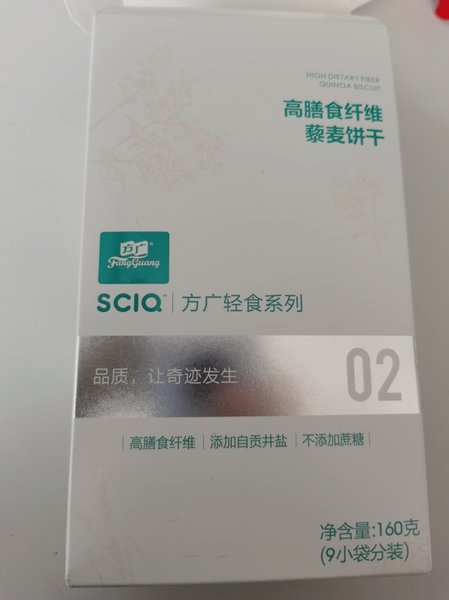 HIGH DIETARY FIBER
QUINOA BISCUIT
高膳食纤维
藜麦饼干
方广®
FangGuang
SCIQ™ | 方广轻食系列
品质，让奇迹发生
02
|高膳食纤维|添加自贡井盐|不添加蔗糖|
净含量:160克
(9小袋分装)